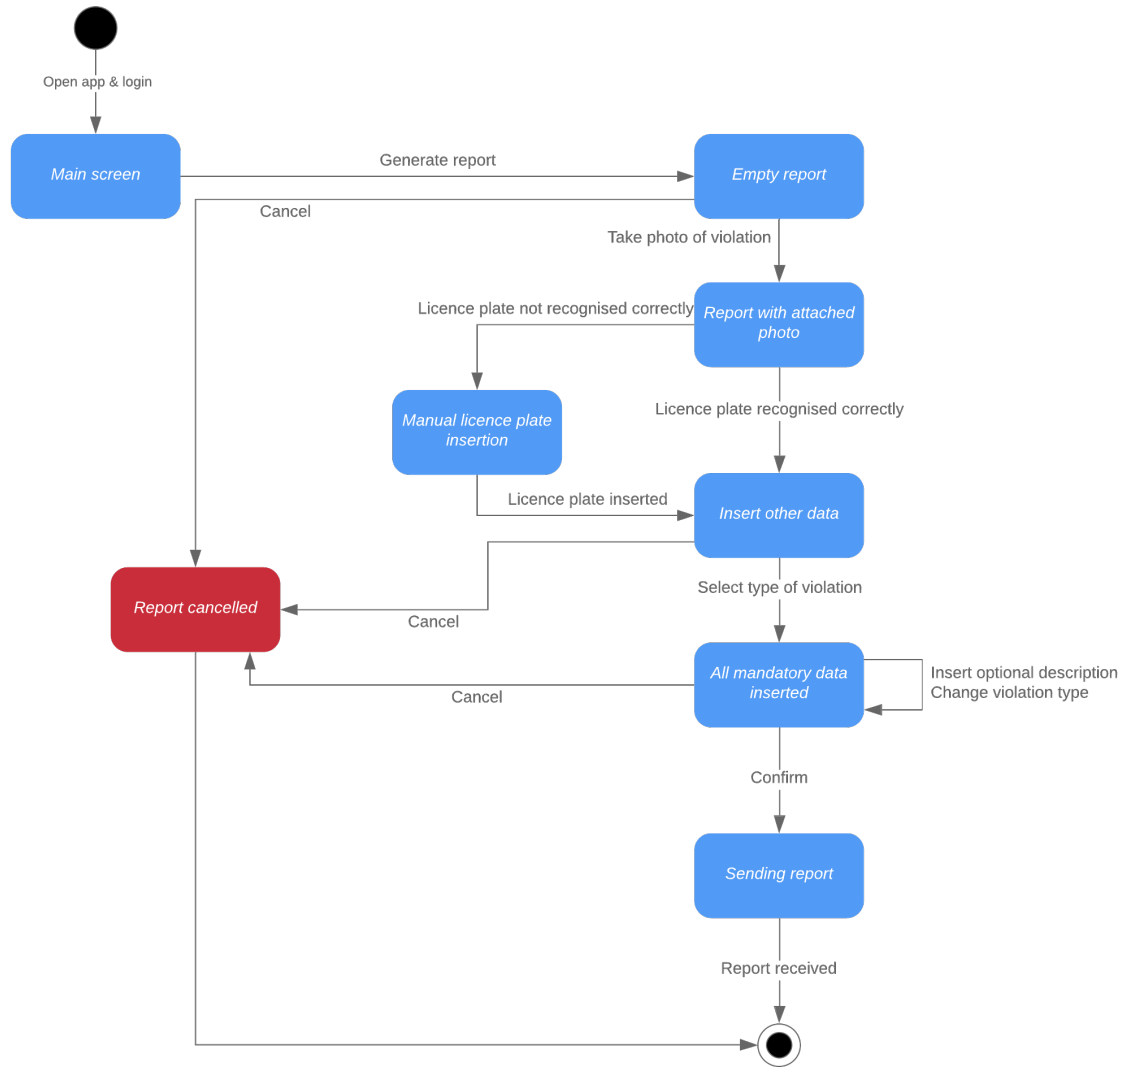 Open app & login
Main screen
Generate report
Empty report
Cancel
Take photo of violation
Licence plate not recognised correctly
Report with attached
photo
Licence plate recognised correctly
Manual licence plate
insertion
Licence plate inserted
Insert other data
Select type of violation
Report cancelled
Cancel
All mandatory data
inserted
Insert optional description
Change violation type
Cancel
Confirm
Sending report
Report received